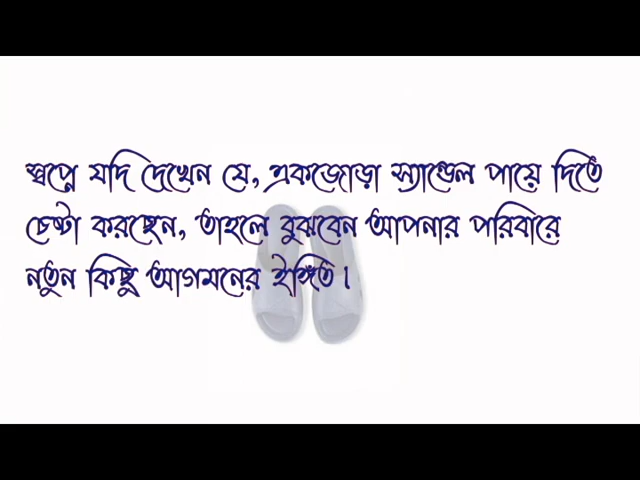 স্বপ্নে যদি দেখেন যে, একজোড়া স্যান্ডেল পায়ে দিতে
চেষ্টা করছেন, তাহলে বুঝবেন আপনার পরিবারে
নতুন কিছু আগমনের ইঙ্গিত।